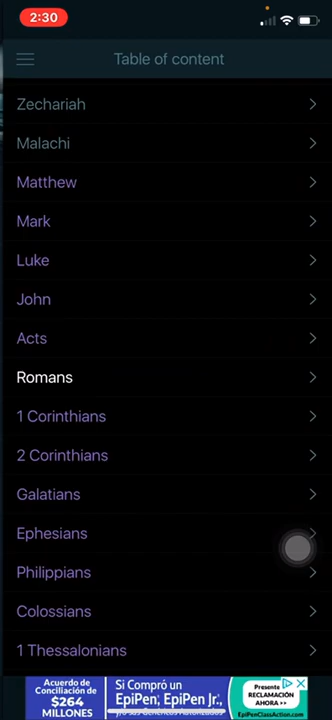 2:30
Table of content
Zechariah
Malachi
Matthew
Mark
Luke
John
Acts
Romans
1 Corinthians
2 Corinthians
Galatians
Ephesians
Philippians
Colossians
1 Thessalonians
Acuerdo de
Conciliación de
$264
MILLONES
Si Compró un
EpiPen, EpiPen Jr.,
Presente
RECLAMACIÓN
AHORA >>
EpiPenClassAction.com